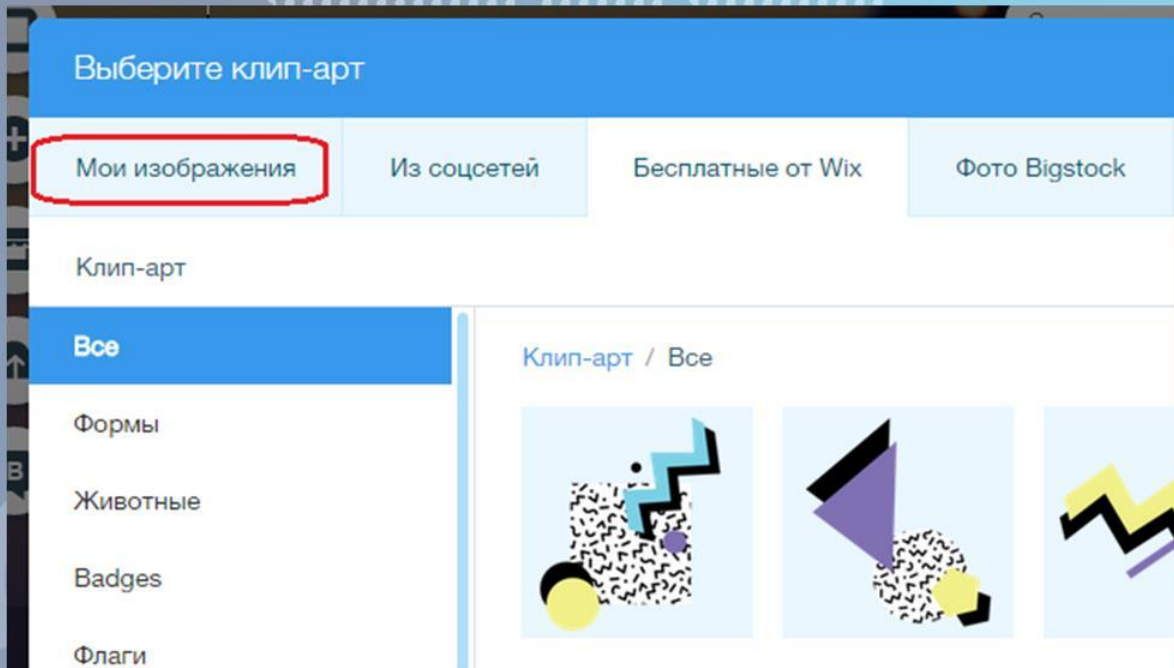 Выберите клип-арт
Мои изображения Из соцсетей Бесплатные от Wix Фото Bigstock
Клип-арт
Все
Клип-арт / Все
Формы
Животные
Badges
Флаги